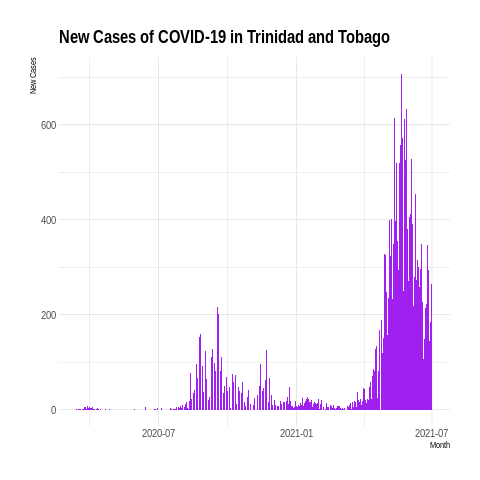 New Cases of COVID-19 in Trinidad and Tobago
New Cases
600
400
200
0
2020-07
2021-01
2021-07
Month